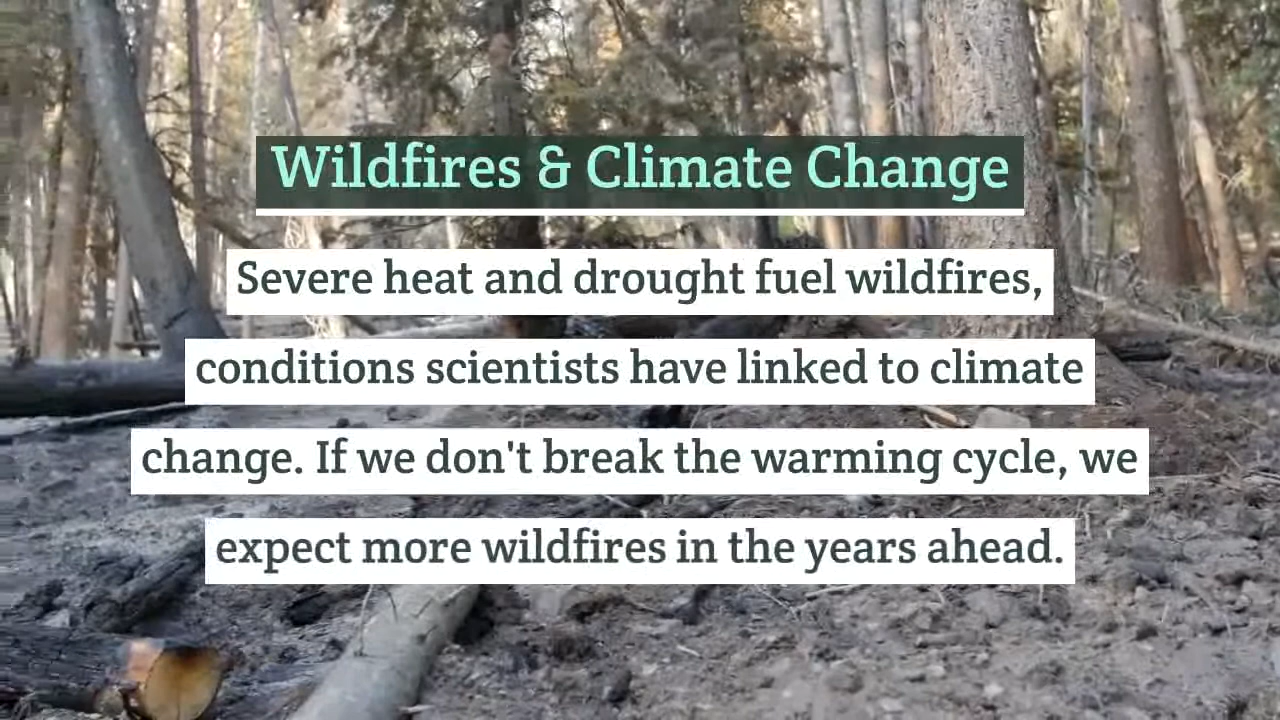 Wildfires & Climate Change
Severe heat and drought fuel wildfires,
conditions scientists have linked to climate
change. If we don't break the warming cycle, we
expect more wildfires in the years ahead.